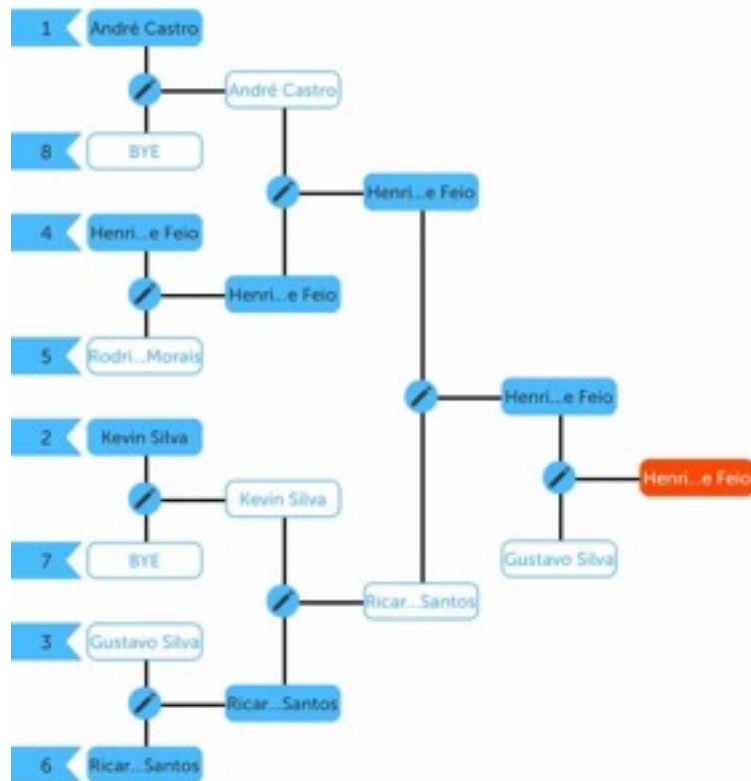 1 André Castro
André Castro
8 BYE
Henri...e Feio
4 Henri...e Feio
Henri...e Feio
5 Rodri...Morais
Henri...e Feio
2 Kevin Silva
Henri...e Feio
Kevin Silva
7 BYE
Gustavo Silva
Ricar...Santos
3 Gustavo Silva
Ricar...Santos
6 Ricar...Santos